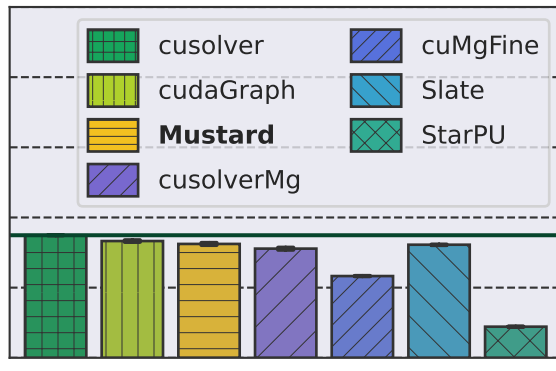 cusolver
cudaGraph
Mustard
cusolverMg
cuMgFine
Slate
StarPU